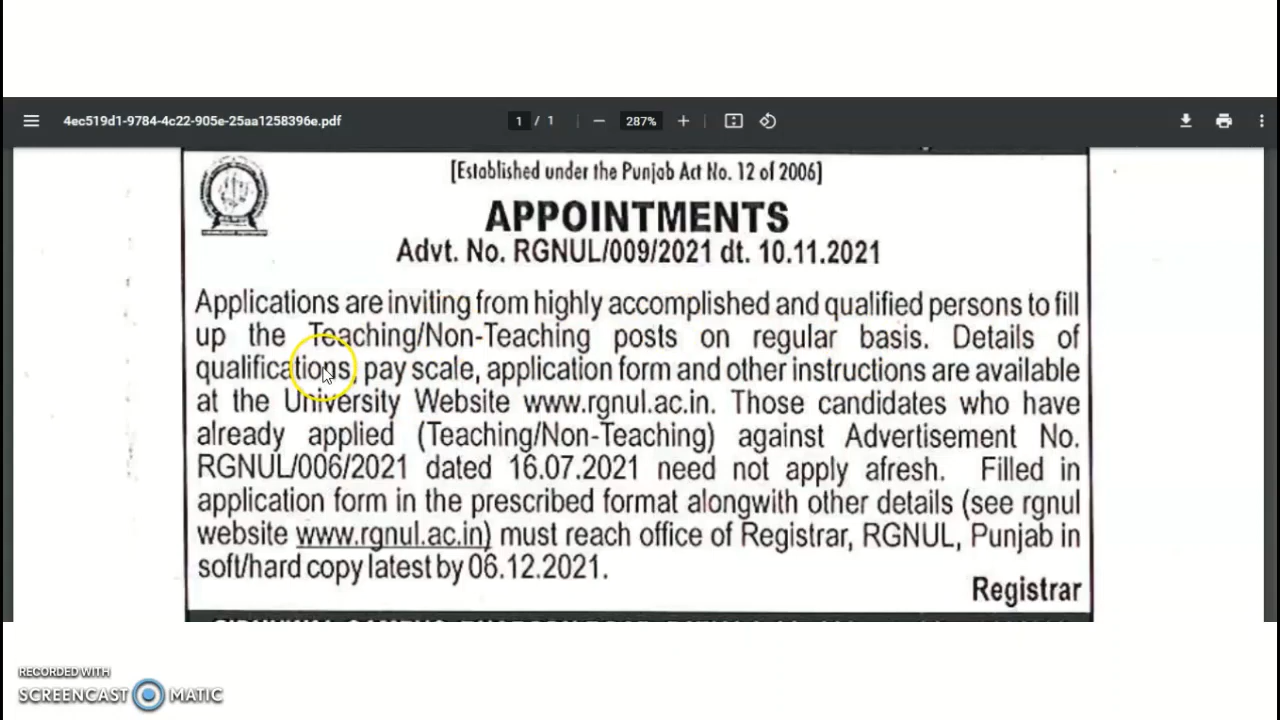 4ec519d1-9784-4c22-905e-25aa1258396e.pdf
1 / 1
287%
[Established under the Punjab Act No. 12 of 2006]
APPOINTMENTS
Advt. No. RGNUL/009/2021 dt. 10.11.2021
Applications are inviting from highly accomplished and qualified persons to fill
up the Teaching/Non-Teaching posts on regular basis. Details of
qualifications, pay scale, application form and other instructions are available
at the University Website www.rgnul.ac.in. Those candidates who have
already applied (Teaching/Non-Teaching) against Advertisement No.
RGNUL/006/2021 dated 16.07.2021 need not apply afresh. Filled in
application form in the prescribed format alongwith other details (see rgnul
website www.rgnul.ac.in) must reach office of Registrar, RGNUL, Punjab in
soft/hard copy latest by 06.12.2021.
Registrar
RECORDED WITH
SCREENCAST MATIC